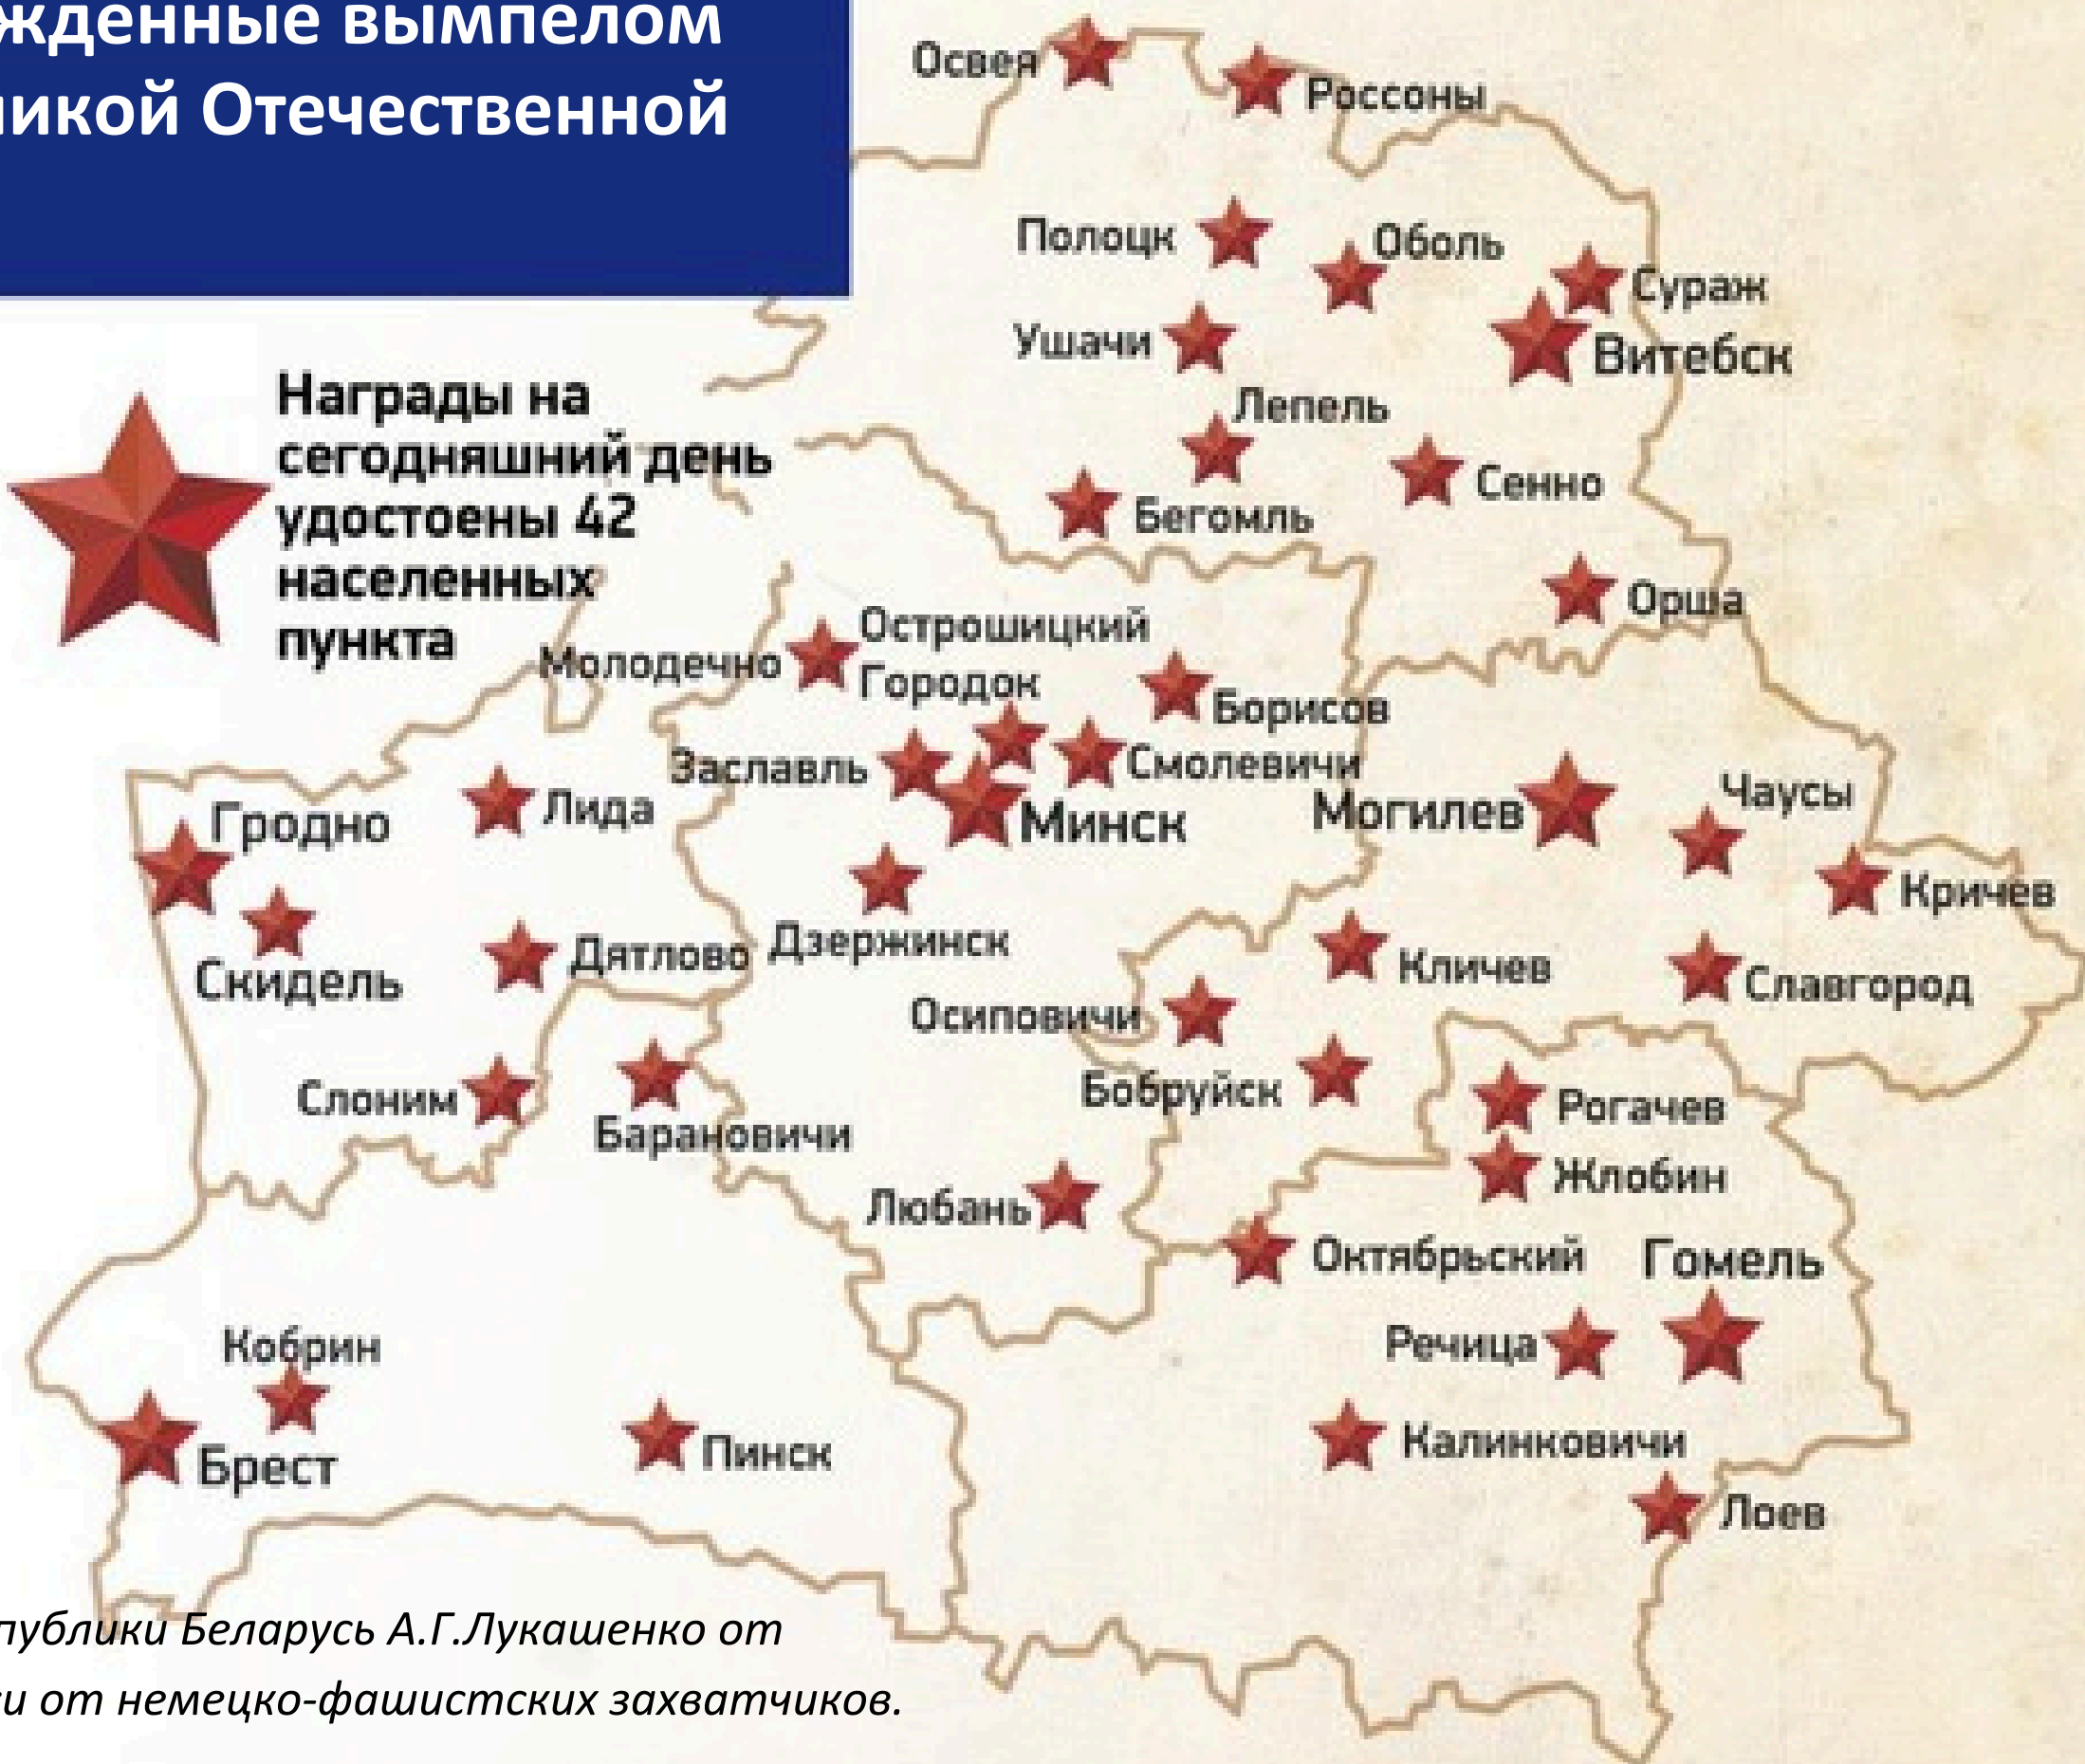 жденные вымпелом
ликой Отечественной
Награды на
сегодняшний день
удостоены 42
населенных
пункта
Освея
Россоны
Полоцк
Оболь
Сураж
Ушачи
Витебск
Лепель
Сенно
Бегомль
Орша
Острошицкий
Городок
Молодечно
Борисов
Заславль
Смолевичи
Минск
Могилев
Чаусы
Гродно
Лида
Кричев
Скидель
Дятлово
Дзержинск
Кличев
Славгород
Осиповичи
Слоним
Барановичи
Бобруйск
Рогачев
Жлобин
Любань
Октябрьский
Гомель
Речица
Кобрин
Брест
Пинск
Калинковичи
Лоев
публики Беларусь А.Г.Лукашенко от
и от немецко-фашистских захватчиков.